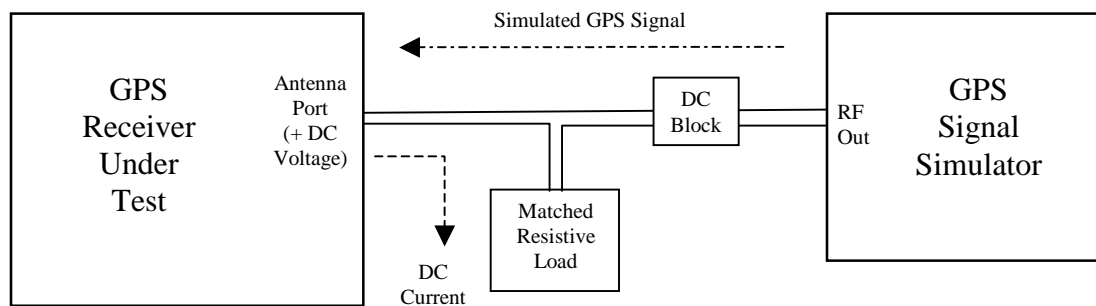 Simulated GPS Signal
GPS
Receiver
Under
Test
Antenna
Port
(+ DC
Voltage)
DC
Block
RF
Out
GPS
Signal
Simulator
Matched
Resistive
Load
DC
Current